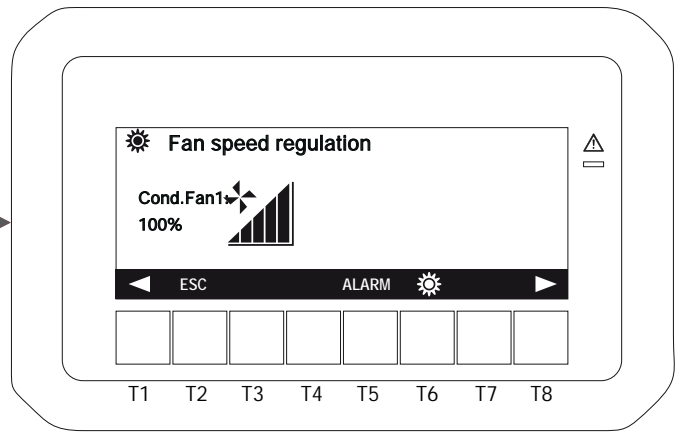 Fan speed regulation
Cond.Fan1:
100%
ESC ALARM
T1 T2 T3 T4 T5 T6 T7 T8